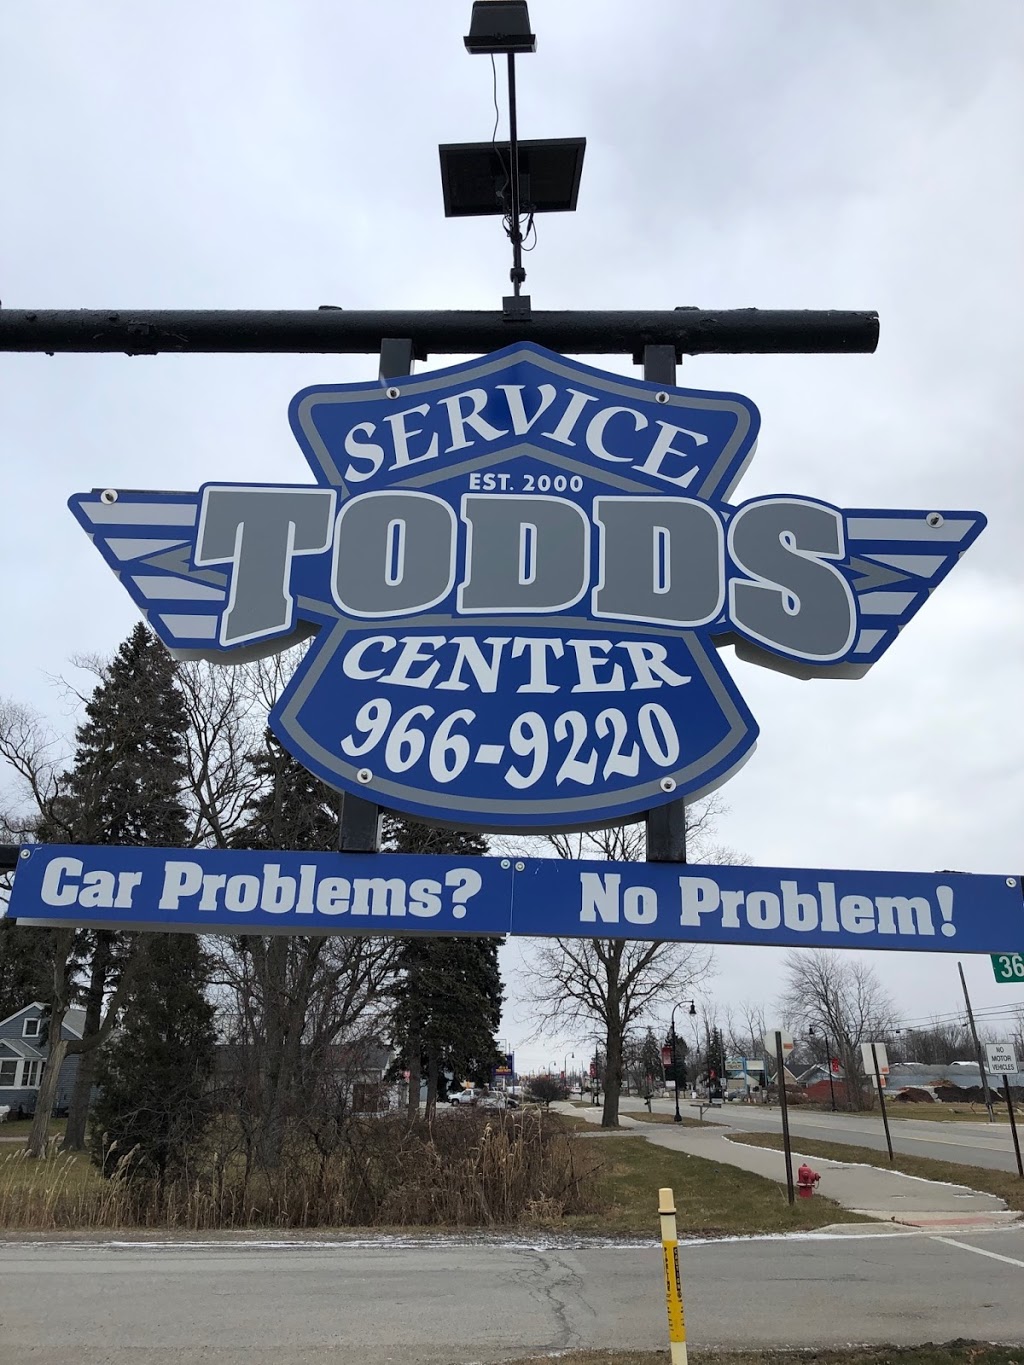 SERVICE
EST. 2000
TODDS
CENTER
966-9220
Car Problems? No Problem!
36
NO
MOTOR
VEHICLES